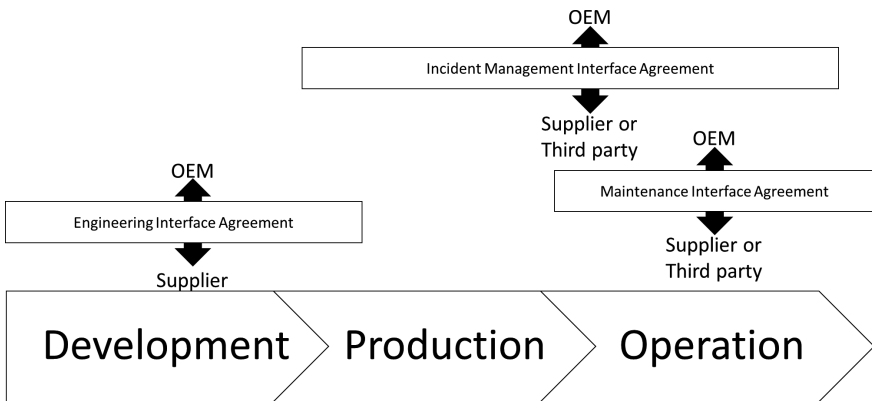 OEM
Incident Management Interface Agreement
Supplier or
Third party
OEM
Maintenance Interface Agreement
Supplier or
Third party
OEM
Engineering Interface Agreement
Supplier
Development
Production
Operation